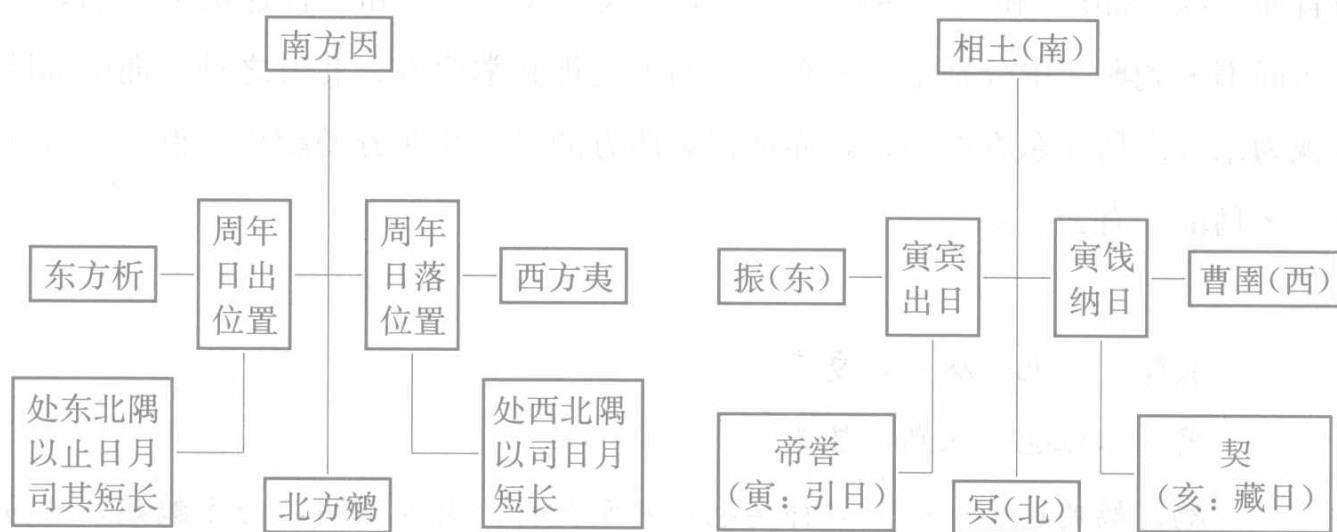 南方因
周年
日出
位置
周年
日落
位置
东方析
西方夷
处东北隅
以止日月
司其短长
处西北隅
以司日月
短长
北方鹓
相土(南)
振(东)
寅宾
出日
寅饯
纳日
曹圉(西)
帝喾
(寅：引日)
冥(北)
契
(亥：藏日)